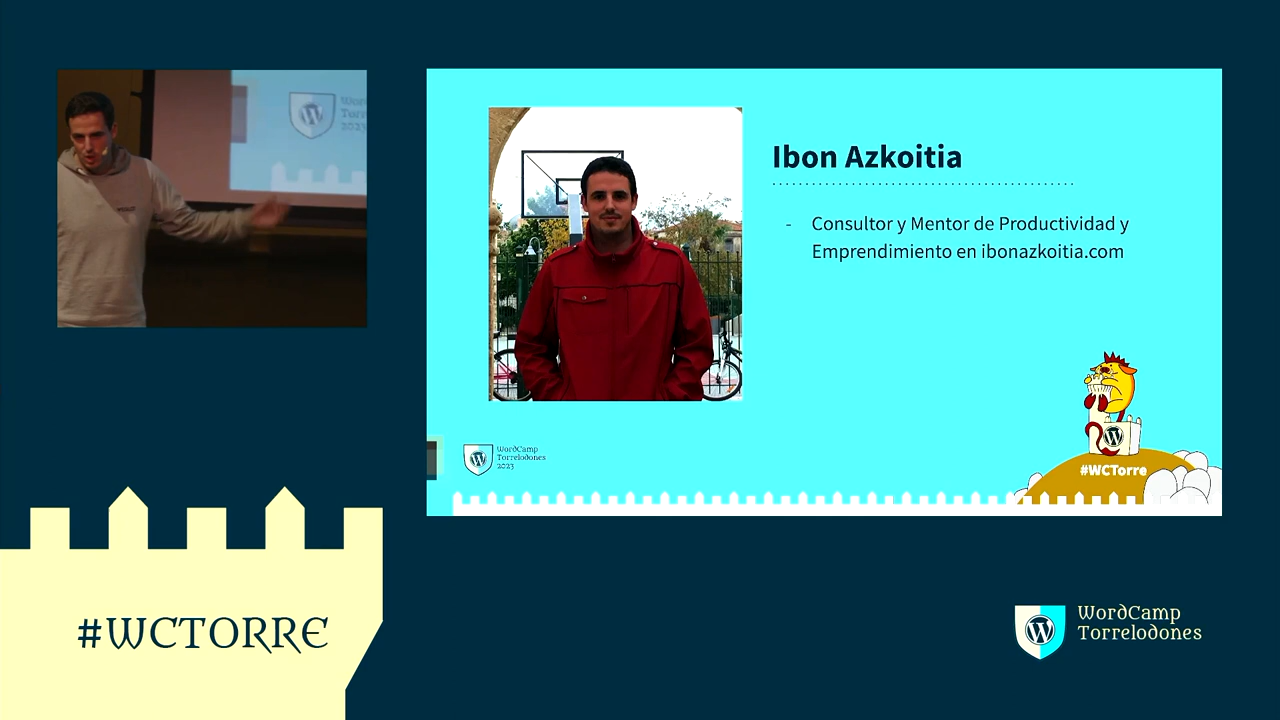 Ibon Azkoitia
- Consultor y Mentor de Productividad y
Emprendimiento en ibonazkoitia.com
WordCamp
Torrelodones
2023
#WCTorre
#WCTORRE
WordCamp
Torrelodones